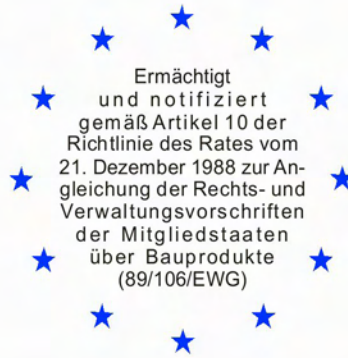 Ermächtigt
und notifiziert
gemäß Artikel 10 der
Richtlinie des Rates vom
21. Dezember 1988 zur An-
gleichung der Rechts- und
Verwaltungsvorschriften
der Mitgliedstaaten
über Bauprodukte
(89/106/EWG)